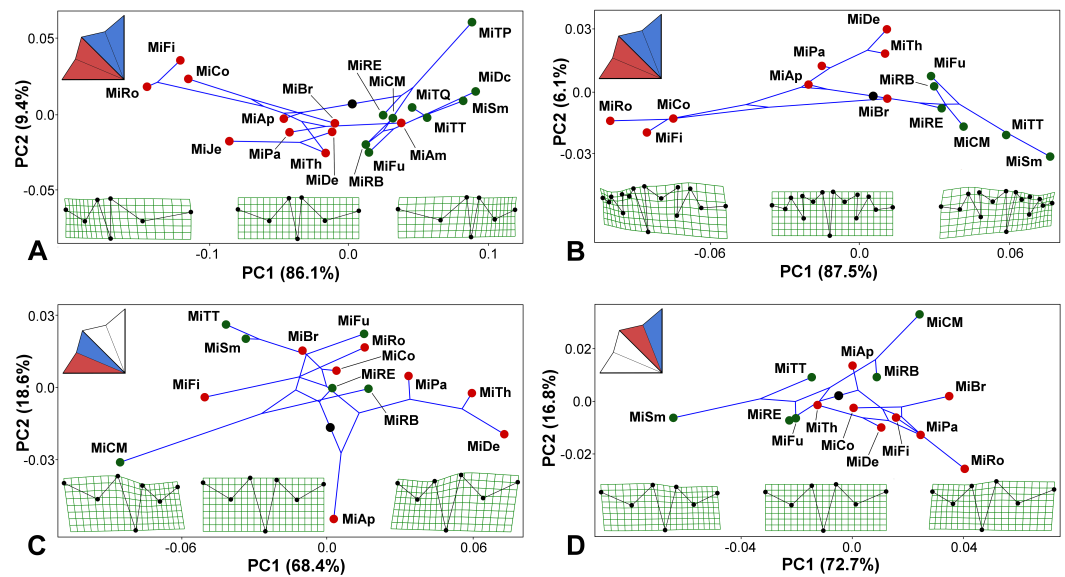 A
PC2 (9.4%)
0.05
0.0
-0.05
MiFi
MiCo
MiRo
MiBr
MiAp
MiJe
MiPa
MiTh
MiDe
MiRE
MiCM
MiTQ
MiTP
MiDc
MiSm
MiTT
MiAm
MiFu
MiRB
-0.1
0.0
0.1
PC1 (86.1%)
B
PC2 (6.1%)
0.03
0.0
-0.03
MiDe
MiPa
MiTh
MiAp
MiFu
MiRB
MiRo
MiCo
MiFi
MiBr
MiRE
MiCM
MiTT
MiSm
-0.06
0.0
0.06
PC1 (87.5%)
C
PC2 (18.6%)
0.03
0.0
-0.03
MiTT
MiSm
MiBr
MiFu
MiRo
MiCo
MiFi
MiRE
MiPa
MiTh
MiRB
MiDe
MiCM
MiAp
-0.06
0.0
0.06
PC1 (68.4%)
D
PC2 (16.8%)
0.02
0.0
-0.02
MiCM
MiAp
MiTT
MiRB
MiBr
MiSm
MiRE
MiFu
MiTh
MiCo
MiDe
MiFi
MiPa
MiRo
-0.04
0.0
0.04
PC1 (72.7%)